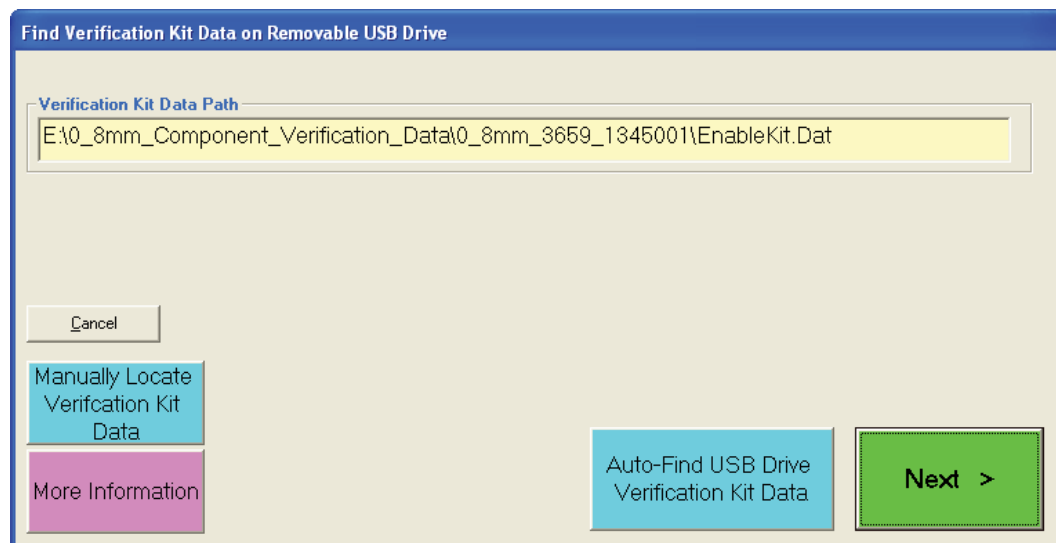 Find Verification Kit Data on Removable USB Drive
Verification Kit Data Path
E:\0_8mm_Component_Verification_Data\0_8mm_3659_1345001\EnableKit.Dat
Cancel
Manually Locate
Verifcation Kit
Data
More Information
Auto-Find USB Drive
Verification Kit Data
Next >